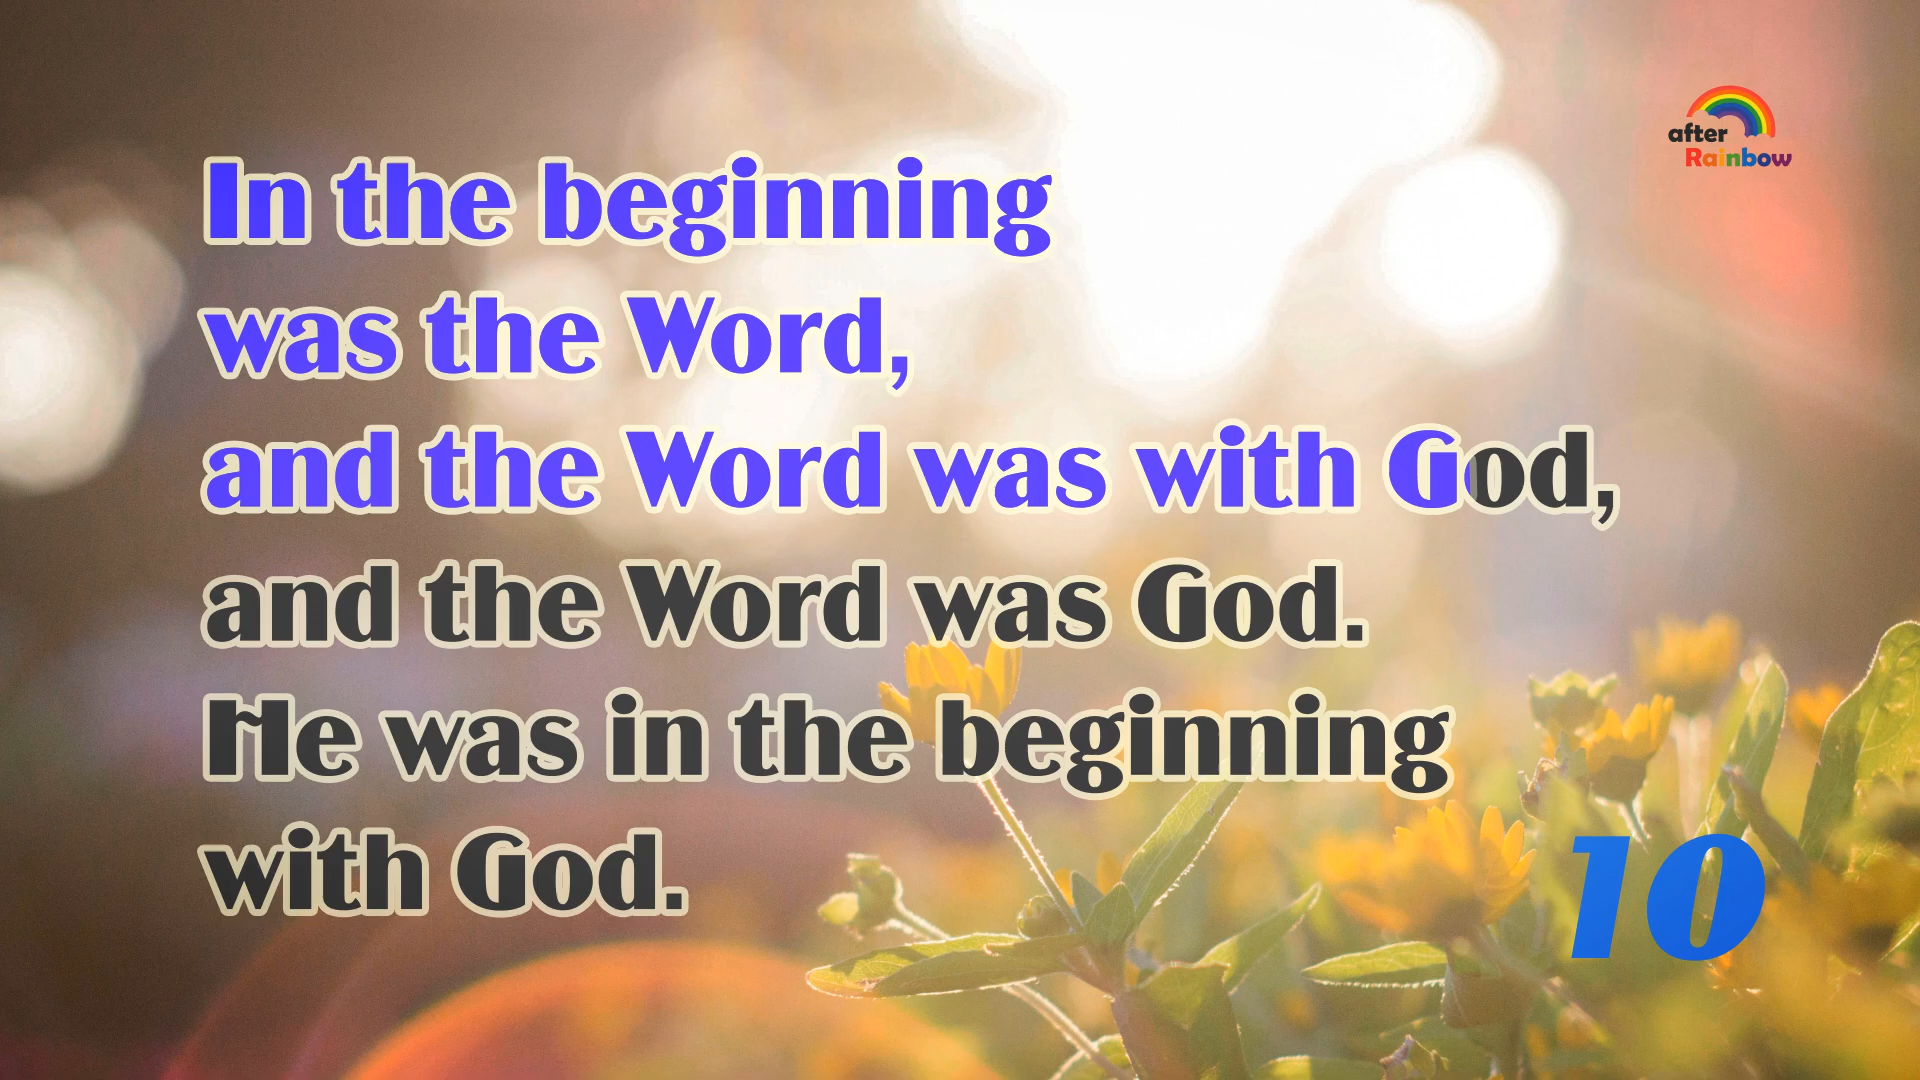 after
Rainbow
In the beginning
was the Word,
and the Word was with God,
and the Word was God.
He was in the beginning
with God.
10